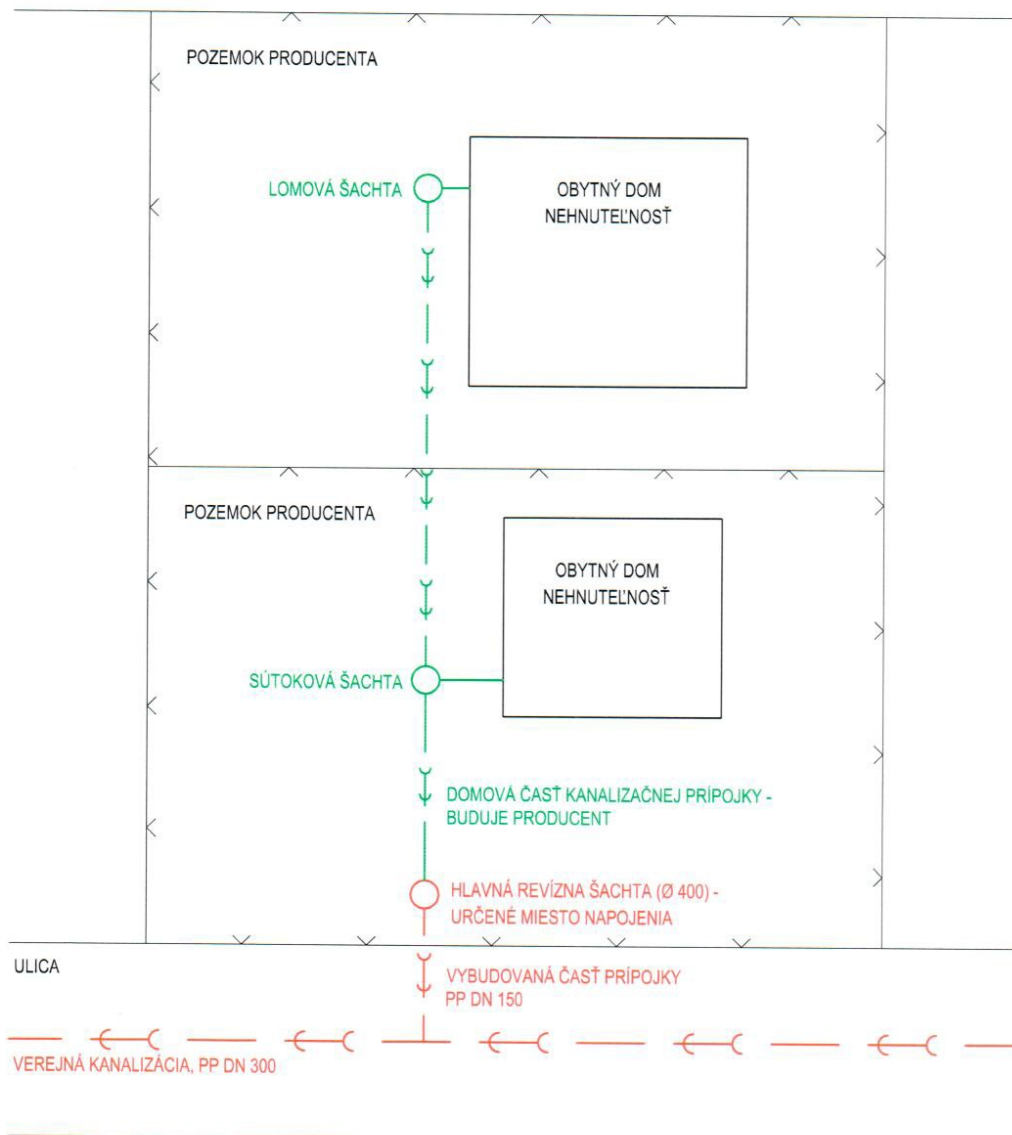 POZEMOK PRODUCENTA
LOMOVÁ ŠACHTA
OBYTNÝ DOM
NEHNUTEĽNOSŤ
POZEMOK PRODUCENTA
OBYTNÝ DOM
NEHNUTEĽNOSŤ
SÚTOKOVÁ ŠACHTA
DOMOVÁ ČASŤ KANALIZAČNEJ PRÍPOJKY -
BUDUJE PRODUCENT
HLAVNÁ REVÍZNA ŠACHTA (Ø 400) -
URČENÉ MIESTO NAPOJENIA
ULICA
VYBUDOVANÁ ČASŤ PRÍPOJKY
PP DN 150
VEREJNÁ KANALIZÁCIA, PP DN 300